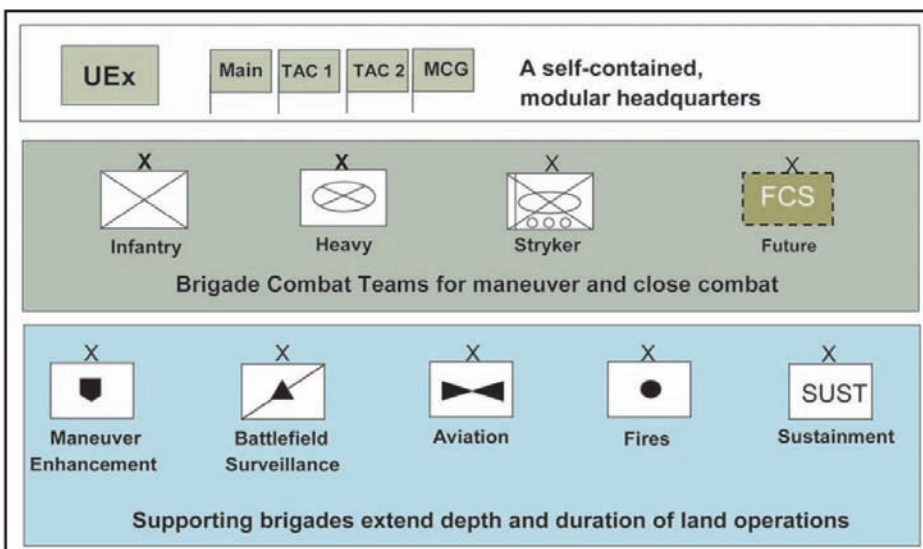 UEx
Main TAC 1 TAC 2 MCG
A self-contained,
modular headquarters
X X X X
FCS
Infantry Heavy Stryker Future
Brigade Combat Teams for maneuver and close combat
X X X X X
SUST
Maneuver
Enhancement
Battlefield
Surveillance
Aviation
Fires
Sustainment
Supporting brigades extend depth and duration of land operations